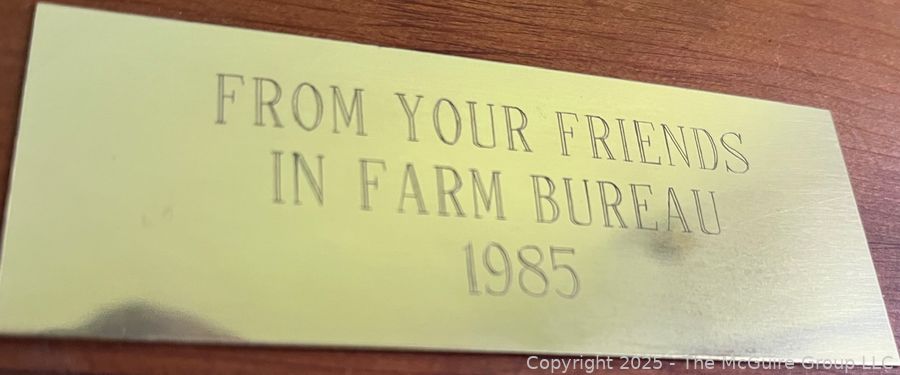 FROM YOUR FRIENDS
IN FARM BUREAU
1985
Copyright 2025 - The McGuire Group LLC